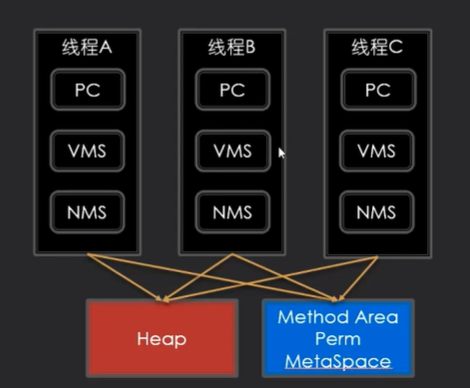 线程A
线程B
线程C
PC
PC
PC
VMS
VMS
VMS
NMS
NMS
NMS
Heap
Method Area
Perm
MetaSpace